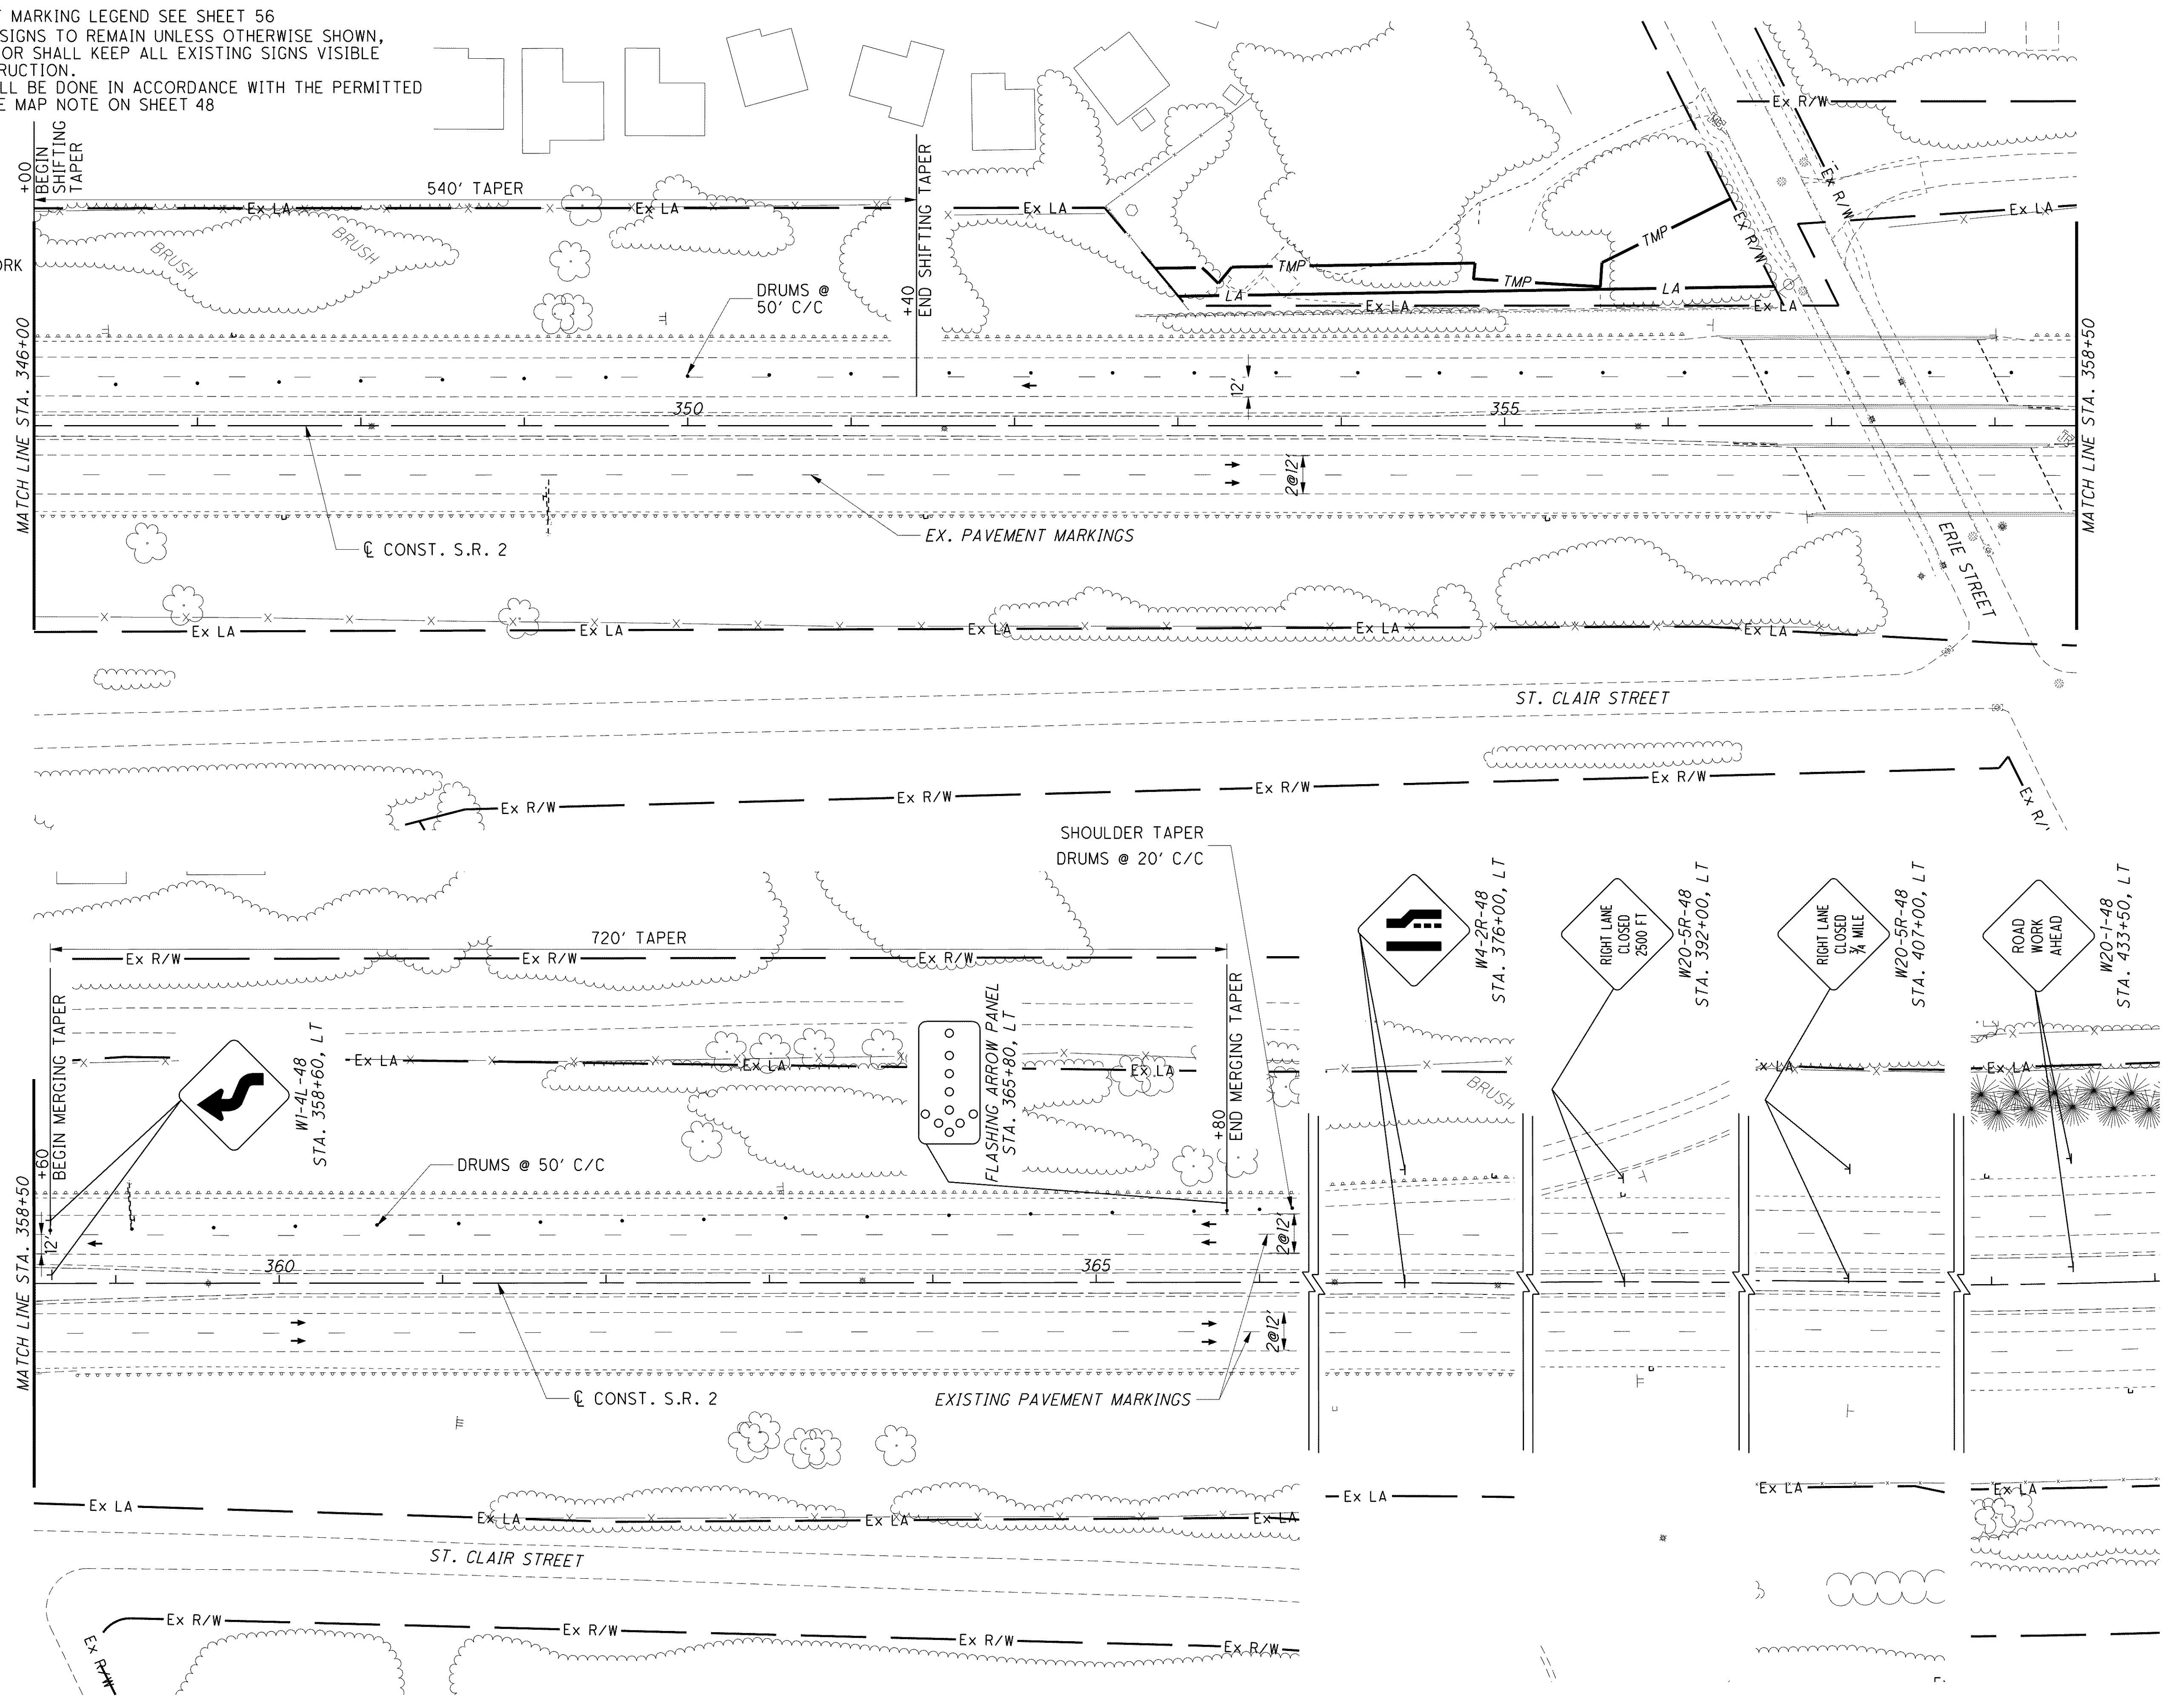 MARKING LEGEND SEE SHEET 56
SIGNS TO REMAIN UNLESS OTHERWISE SHOWN,
OR SHALL KEEP ALL EXISTING SIGNS VISIBLE
RUCTION.
LL BE DONE IN ACCORDANCE WITH THE PERMITTED
E MAP NOTE ON SHEET 48
+00
BEGIN
SHIFTING
TAPER
540' TAPER
END SHIFTING TAPER
+40
Ex LA
Ex LA
Ex LA
Ex R/W
Ex R/W
Ex R/W
Ex LA
BRUSH
BRUSH
ORK
TMP
TMP
TMP
LA
LA
Ex LA
Ex LA
DRUMS @
50' C/C
MATCH LINE STA. 346+00
MATCH LINE STA. 358+50
12'
350
355
2@12'
℄ CONST. S.R. 2
EX. PAVEMENT MARKINGS
ERIE STREET
Ex LA
Ex LA
Ex LA
Ex LA
Ex LA
ST. CLAIR STREET
Ex R/W
Ex R/W
Ex R/W
Ex R/W
Ex R/
SHOULDER TAPER
DRUMS @ 20' C/C
720' TAPER
Ex R/W
Ex R/W
Ex R/W
+60
BEGIN MERGING TAPER
W1-4L-48
STA. 358+60, LT
Ex LA
Ex LA
Ex LA
FLASHING ARROW PANEL
STA. 365+80, LT
+80
END MERGING TAPER
W4-2R-48
STA. 376+00, LT
RIGHT LANE
CLOSED
2500 FT
W20-5R-48
STA. 392+00, LT
RIGHT LANE
CLOSED
¾ MILE
W20-5R-48
STA. 407+00, LT
ROAD
WORK
AHEAD
W20-1-48
STA. 433+50, LT
BRUSH
x LA
Ex LA
DRUMS @ 50' C/C
MATCH LINE STA. 358+50
12'
360
365
2@12'
2@12'
℄ CONST. S.R. 2
EXISTING PAVEMENT MARKINGS
Ex LA
Ex LA
Ex LA
Ex LA
Ex LA
Ex LA
Ex LA
ST. CLAIR STREET
Ex R/W
Ex R/W
Ex R/W
Ex R/W
Ex R/W